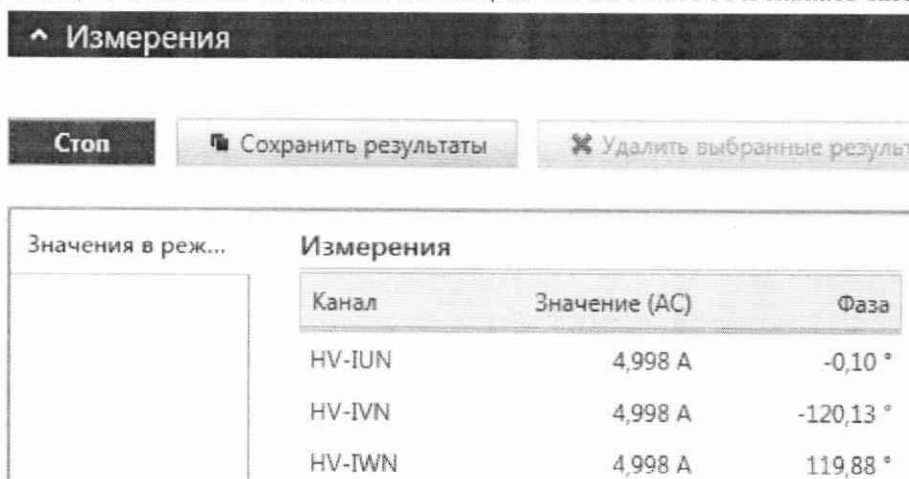 ^ Измерения
Стоп Сохранить результаты Удалить выбранные
Значения в реж... Измерения
Канал Значение (AC) Фаза
HV-IUN 4,998 A -0,10 °
HV-IVN 4,998 A -120,13 °
HV-IWN 4,998 A 119,88 °